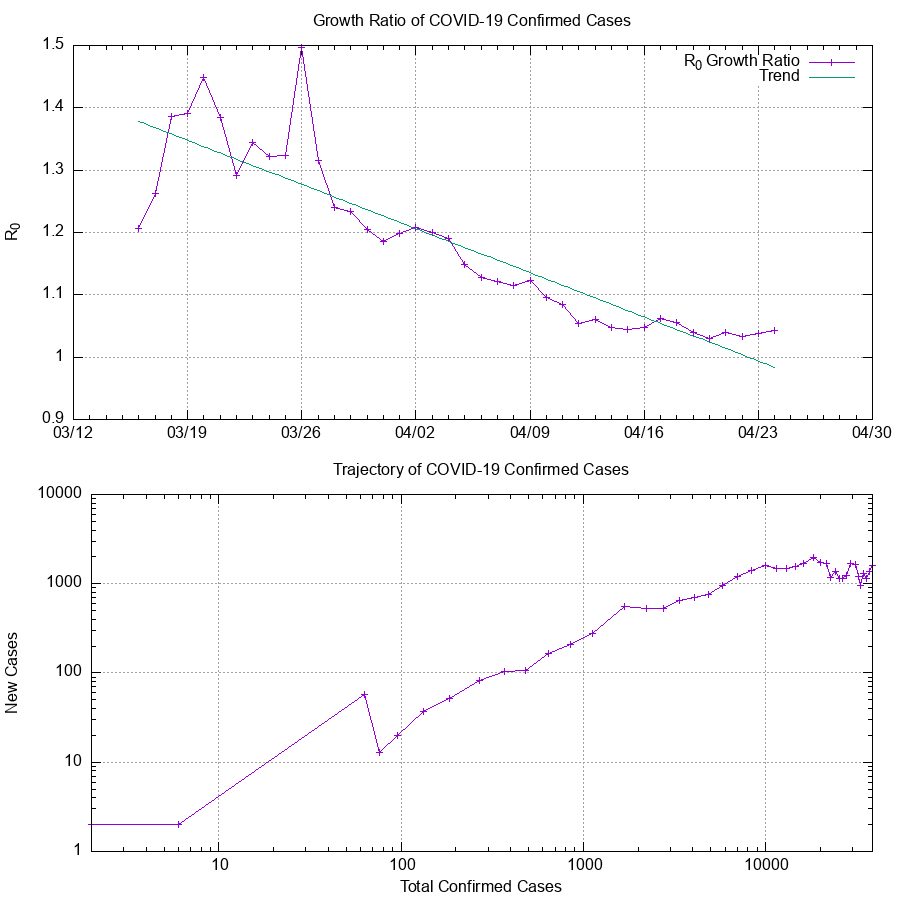 Growth Ratio of COVID-19 Confirmed Cases
1.5
R0 Growth Ratio
Trend
1.4
1.3
1.2
R0
1.1
1
0.9
03/12 03/19 03/26 04/02 04/09 04/16 04/23 04/30
Trajectory of COVID-19 Confirmed Cases
10000
1000
New Cases
100
10
1
10 100 1000 10000
Total Confirmed Cases